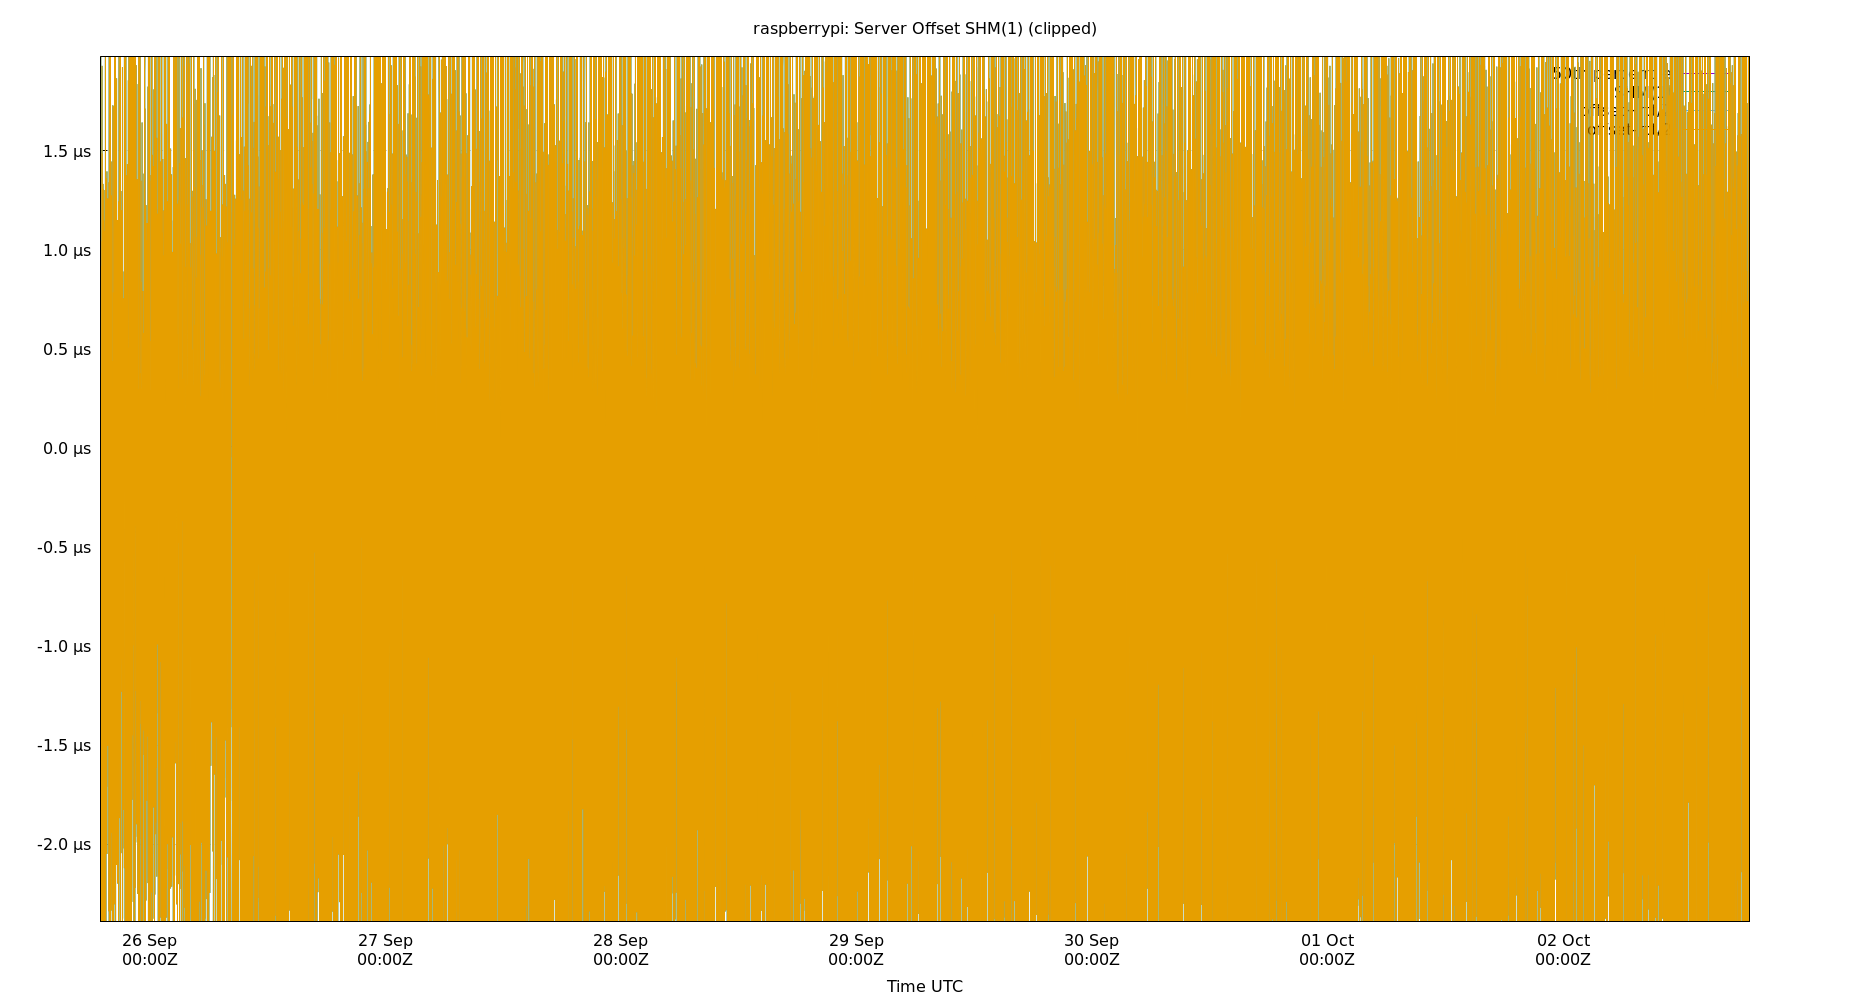 raspberrypi: Server Offset SHM(1) (clipped)
50th percentile
1.5 µs
1.0 µs
0.5 µs
0.0 µs
-0.5 µs
-1.0 µs
-1.5 µs
-2.0 µs
26 Sep 27 Sep 28 Sep 29 Sep 30 Sep 01 Oct 02 Oct
00:00Z 00:00Z 00:00Z 00:00Z 00:00Z 00:00Z 00:00Z
Time UTC